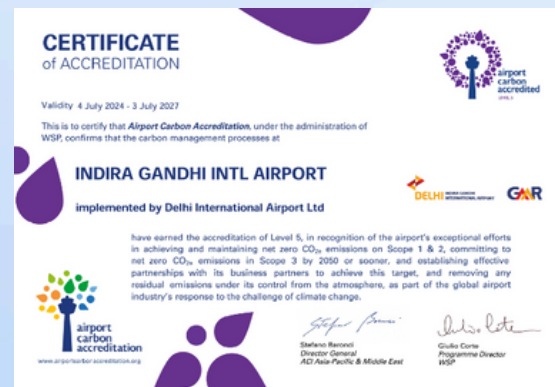 CERTIFICATE
of ACCREDITATION
airport
carbon
accredited
LEVEL 5
Validity 4 July 2024 - 3 July 2027
This is to certify that Airport Carbon Accreditation, under the administration of
WSP, confirms that the carbon management processes at
INDIRA GANDHI INTL AIRPORT
DELHI INDIRA GANDHI
INTERNATIONAL AIRPORT
GMR
implemented by Delhi International Airport Ltd
have earned the accreditation of Level 5, in recognition of the airport's exceptional efforts
in achieving and maintaining net zero CO₂ₑ emissions on Scope 1 & 2, committing to
net zero CO₂ₑ emissions in Scope 3 by 2050 or sooner, and establishing effective
partnerships with its business partners to achieve this target, and removing any
residual emissions under its control from the atmosphere, as part of the global airport
industry's response to the challenge of climate change.
airport
carbon
accreditation
www.airportcarbonaccreditation.org
Stefano Baronci
Director General
ACI Asia-Pacific & Middle East
Giulia Corte
Programme Director
WSP